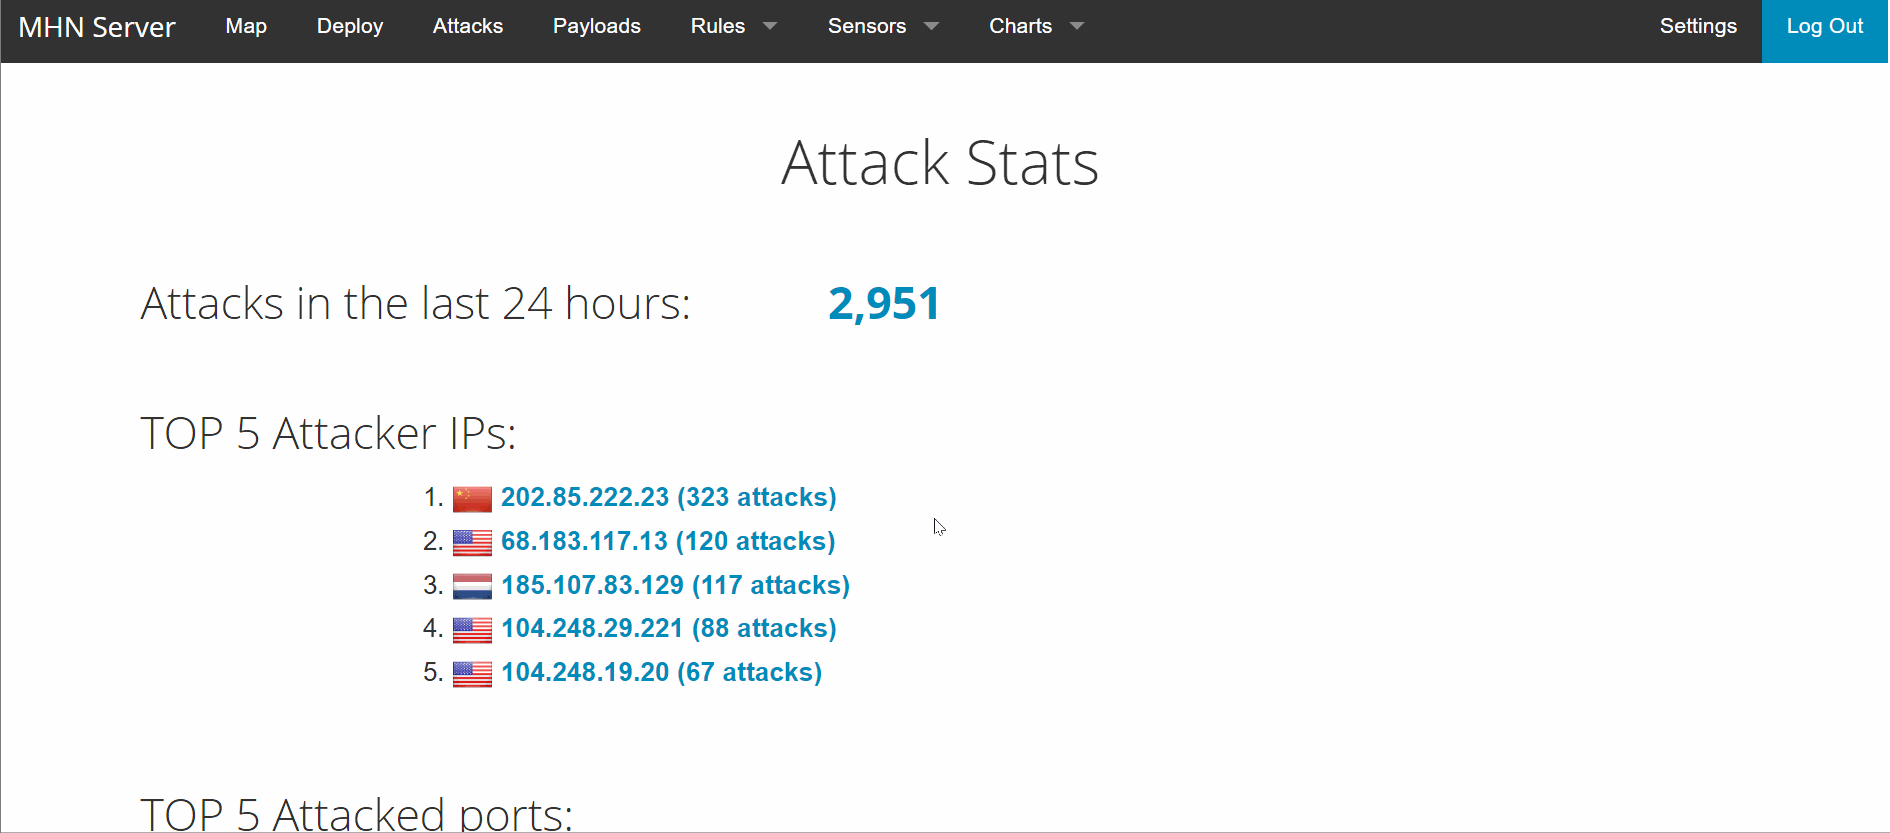 MHN Server Map Deploy Attacks Payloads Rules Sensors Charts Settings Log Out
Attack Stats
Attacks in the last 24 hours: 2,951
TOP 5 Attacker IPs:
1. 202.85.222.23 (323 attacks)
2. 68.183.117.13 (120 attacks)
3. 185.107.83.129 (117 attacks)
4. 104.248.29.221 (88 attacks)
5. 104.248.19.20 (67 attacks)
TOP 5 Attacked ports: